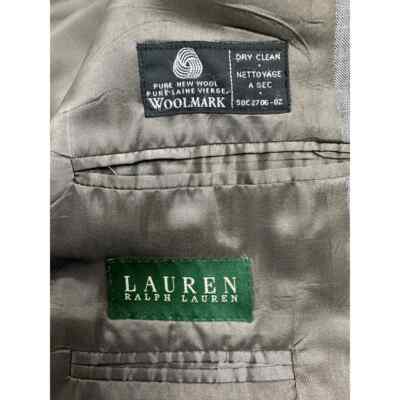 PURE NEW WOOL
PURE LAINE VIERGE
WOOLMARK
DRY CLEAN
NETTOYAGE
A SEC
LAUREN
RALPH LAUREN